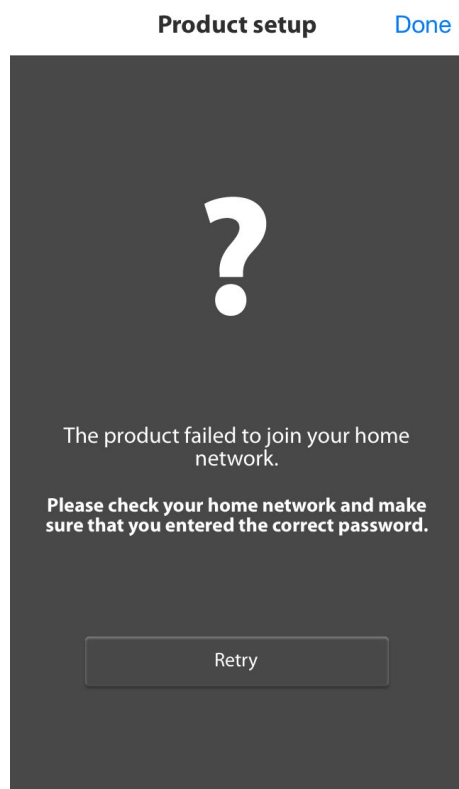 Product setup
Done
?
The product failed to join your home
network.
Please check your home network and make
sure that you entered the correct password.
Retry